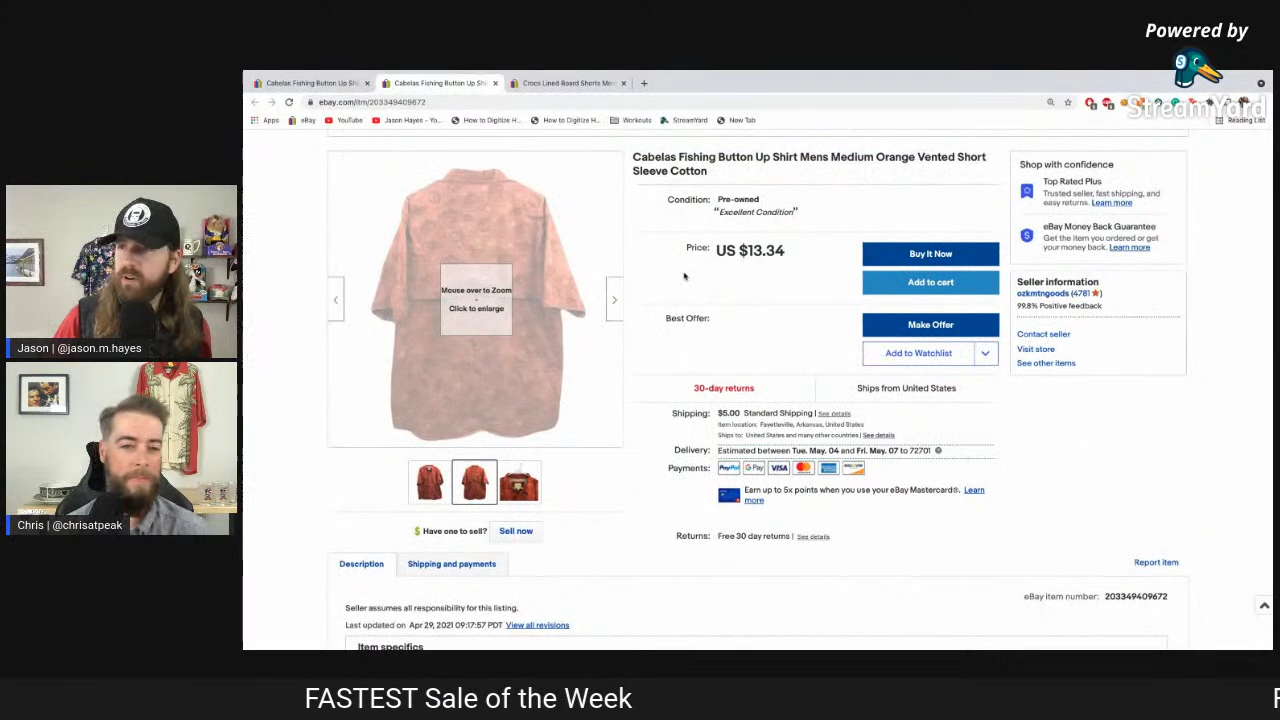 Powered by
StreamYard
Cabelas Fishing Button Up Shi
Cabelas Fishing Button Up Shi
Crocs Lined Board Shorts Men
ebay.com/itm/203349409672
Apps
eBay
YouTube
Jason Hayes - Yo...
How to Digitize H...
How to Digitize H...
Workouts
StreamYard
New Tab
Reading List
Cabelas Fishing Button Up Shirt Mens Medium Orange Vented Short
Sleeve Cotton
Condition: Pre-owned
"Excellent Condition"
Price: US $13.34
Buy It Now
Add to cart
Best Offer:
Make Offer
Add to Watchlist
30-day returns
Ships from United States
Shipping: $5.00 Standard Shipping | See details
Item location: Fayetteville, Arkansas, United States
Ships to: United States and many other countries | See details
Delivery: Estimated between Tue. May. 04 and Fri. May. 07 to 72701
Payments: PayPal G Pay VISA
Earn up to 5x points when you use your eBay Mastercard®. Learn
more
Returns: Free 30 day returns | See details
Shop with confidence
Top Rated Plus
Trusted seller, fast shipping, and
easy returns. Learn more
eBay Money Back Guarantee
Get the item you ordered or get
your money back. Learn more
Seller information
ozkmtngoods (4781)
99.8% Positive feedback
Contact seller
Visit store
See other items
Mouse over to Zoom
-
Click to enlarge
Have one to sell? Sell now
Description
Shipping and payments
Report item
eBay item number: 203349409672
Seller assumes all responsibility for this listing.
Last updated on Apr 29, 2021 09:17:57 PDT View all revisions
Item specifics
Jason | @jason.m.hayes
Chris | @chrisatpeak
FASTEST Sale of the Week